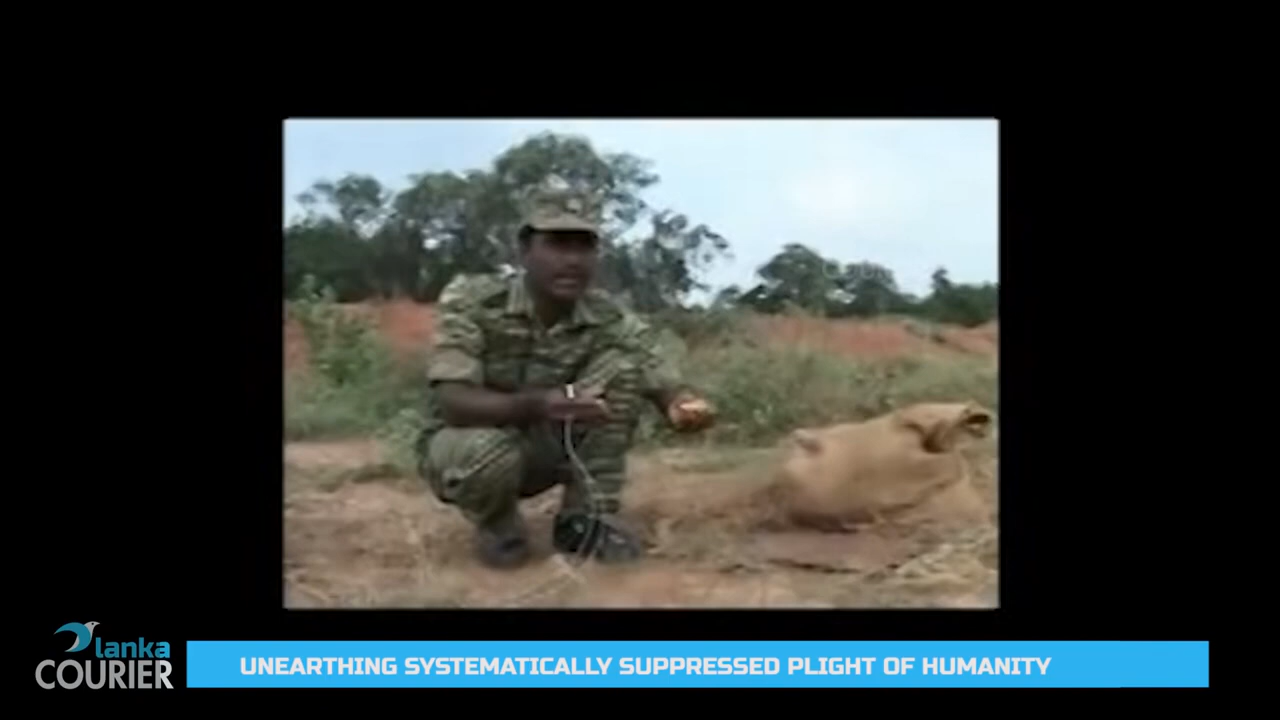 lanka
COURIER
UNEARTHING SYSTEMATICALLY SUPPRESSED PLIGHT OF HUMANITY